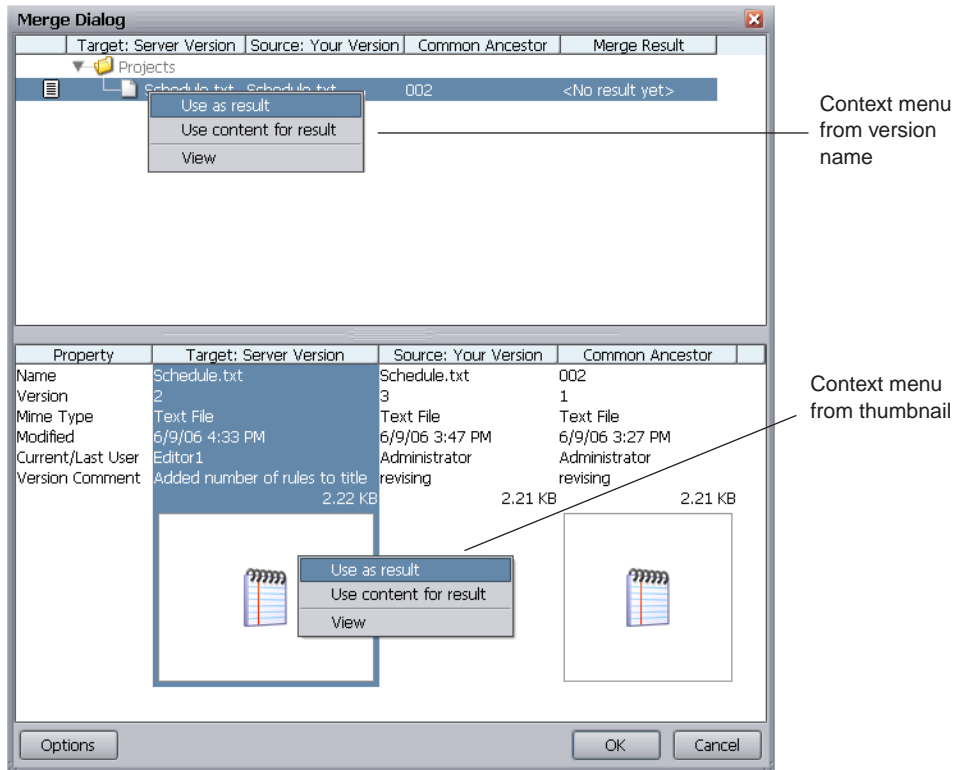 Merge Dialog
Target: Server Version Source: Your Version Common Ancestor Merge Result
Projects
Schedule.txt Schedule.txt 002 <No result yet>
Use as result
Use content for result
View
Context menu
from version
name
Property Target: Server Version Source: Your Version Common Ancestor
Name Schedule.txt Schedule.txt 002
Version 2 3 1
Mime Type Text File Text File Text File
Modified 6/9/06 4:33 PM 6/9/06 3:47 PM 6/9/06 3:27 PM
Current/Last User Editor1 Administrator Administrator
Version Comment Added number of rules to title revising revising
2.22 KB 2.21 KB 2.21 KB
Context menu
from thumbnail
Use as result
Use content for result
View
Options OK Cancel